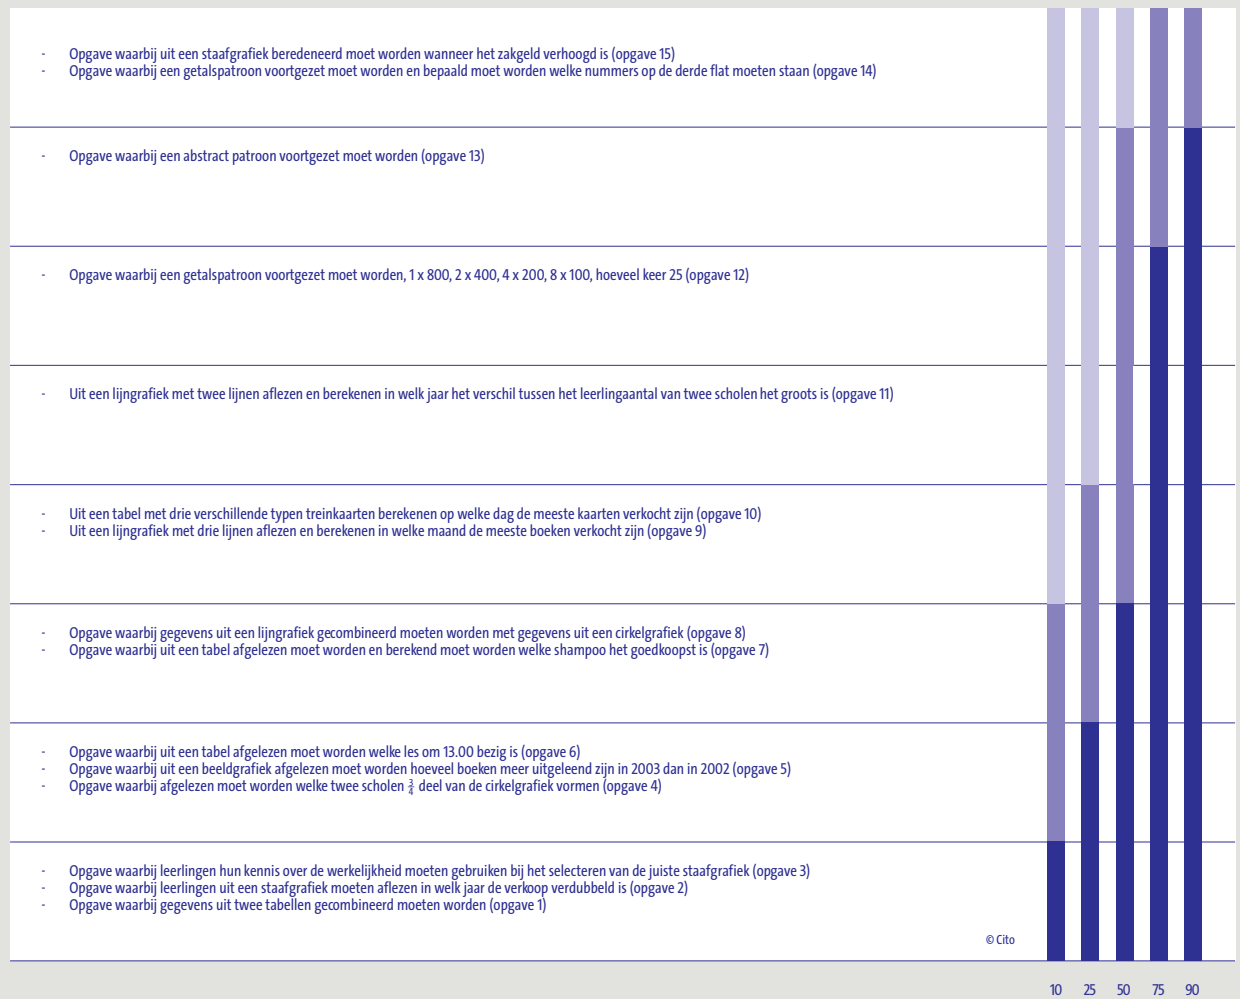 - Opgave waarbij uit een staafgrafiek beredeneerd moet worden wanneer het zakgeld verhoogd is (opgave 15)
- Opgave waarbij een getalspatroon voortgezet moet worden en bepaald moet worden welke nummers op de derde flat moeten staan (opgave 14)
- Opgave waarbij een abstract patroon voortgezet moet worden (opgave 13)
- Opgave waarbij een getalspatroon voortgezet moet worden, 1 x 800, 2 x 400, 4 x 200, 8 x 100, hoeveel keer 25 (opgave 12)
- Uit een lijngrafiek met twee lijnen aflezen en berekenen in welk jaar het verschil tussen het leerlingaantal van twee scholen het groots is (opgave 11)
- Uit een tabel met drie verschillende typen treinkaarten berekenen op welke dag de meeste kaarten verkocht zijn (opgave 10)
- Uit een lijngrafiek met drie lijnen aflezen en berekenen in welke maand de meeste boeken verkocht zijn (opgave 9)
- Opgave waarbij gegevens uit een lijngrafiek gecombineerd moeten worden met gegevens uit een cirkelgrafiek (opgave 8)
- Opgave waarbij uit een tabel afgelezen moet worden en berekend moet worden welke shampoo het goedkoopst is (opgave 7)
- Opgave waarbij uit een tabel afgelezen moet worden welke les om 13.00 bezig is (opgave 6)
- Opgave waarbij uit een beeldgrafiek afgelezen moet worden hoeveel boeken meer uitgeleend zijn in 2003 dan in 2002 (opgave 5)
- Opgave waarbij afgelezen moet worden welke twee scholen 3/4 deel van de cirkelgrafiek vormen (opgave 4)
- Opgave waarbij leerlingen hun kennis over de werkelijkheid moeten gebruiken bij het selecteren van de juiste staafgrafiek (opgave 3)
- Opgave waarbij leerlingen uit een staafgrafiek moeten aflezen in welk jaar de verkoop verdubbeld is (opgave 2)
- Opgave waarbij gegevens uit twee tabellen gecombineerd moeten worden (opgave 1)
© Cito
10 25 50 75 90